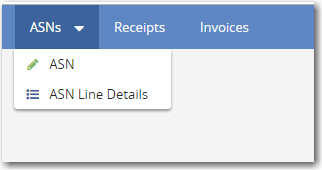 ASNs Receipts Invoices
ASN
ASN Line Details